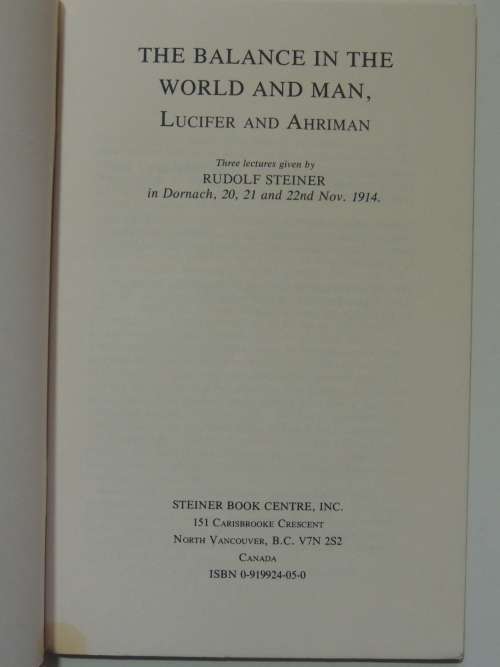 THE BALANCE IN THE
WORLD AND MAN,
LUCIFER AND AHRIMAN
Three lectures given by
RUDOLF STEINER
in Dornach, 20, 21 and 22nd Nov. 1914.
STEINER BOOK CENTRE, INC.
151 CARISBROOKE CRESCENT
NORTH VANCOUVER, B.C. V7N 2S2
CANADA
ISBN 0-919924-05-0